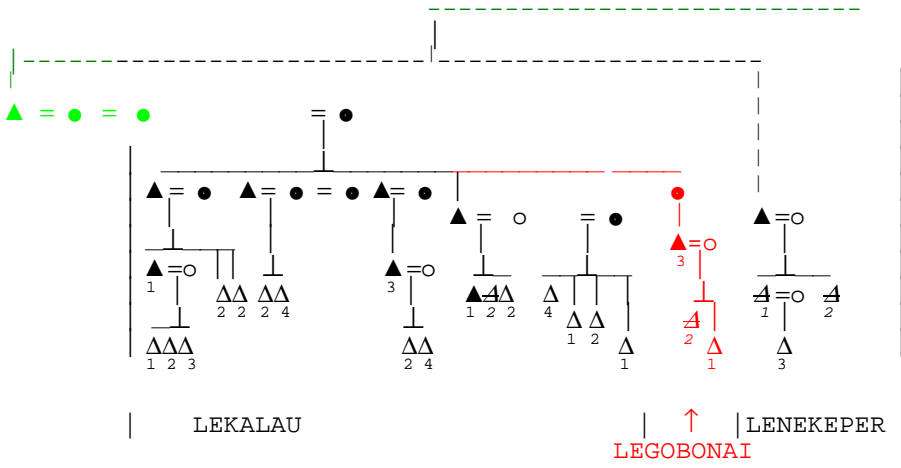 ▲ = ● = ● = ●
▲ = ● ▲ = ● = ● ▲ = ● ●
▲ = o = ● ▲ = o
▲ = o
3
▲ = o ▲ = o
1 Δ Δ Δ Δ 3 ▲ Δ Δ Δ Δ = o Δ
2 2 2 4 1 2 2 4 1 2
Δ Δ Δ
1 2 2
Δ Δ Δ Δ Δ Δ Δ Δ
1 2 3 2 4 1 1 3
LEKALAU ↑ LENEKEPER
LEGOBONAI